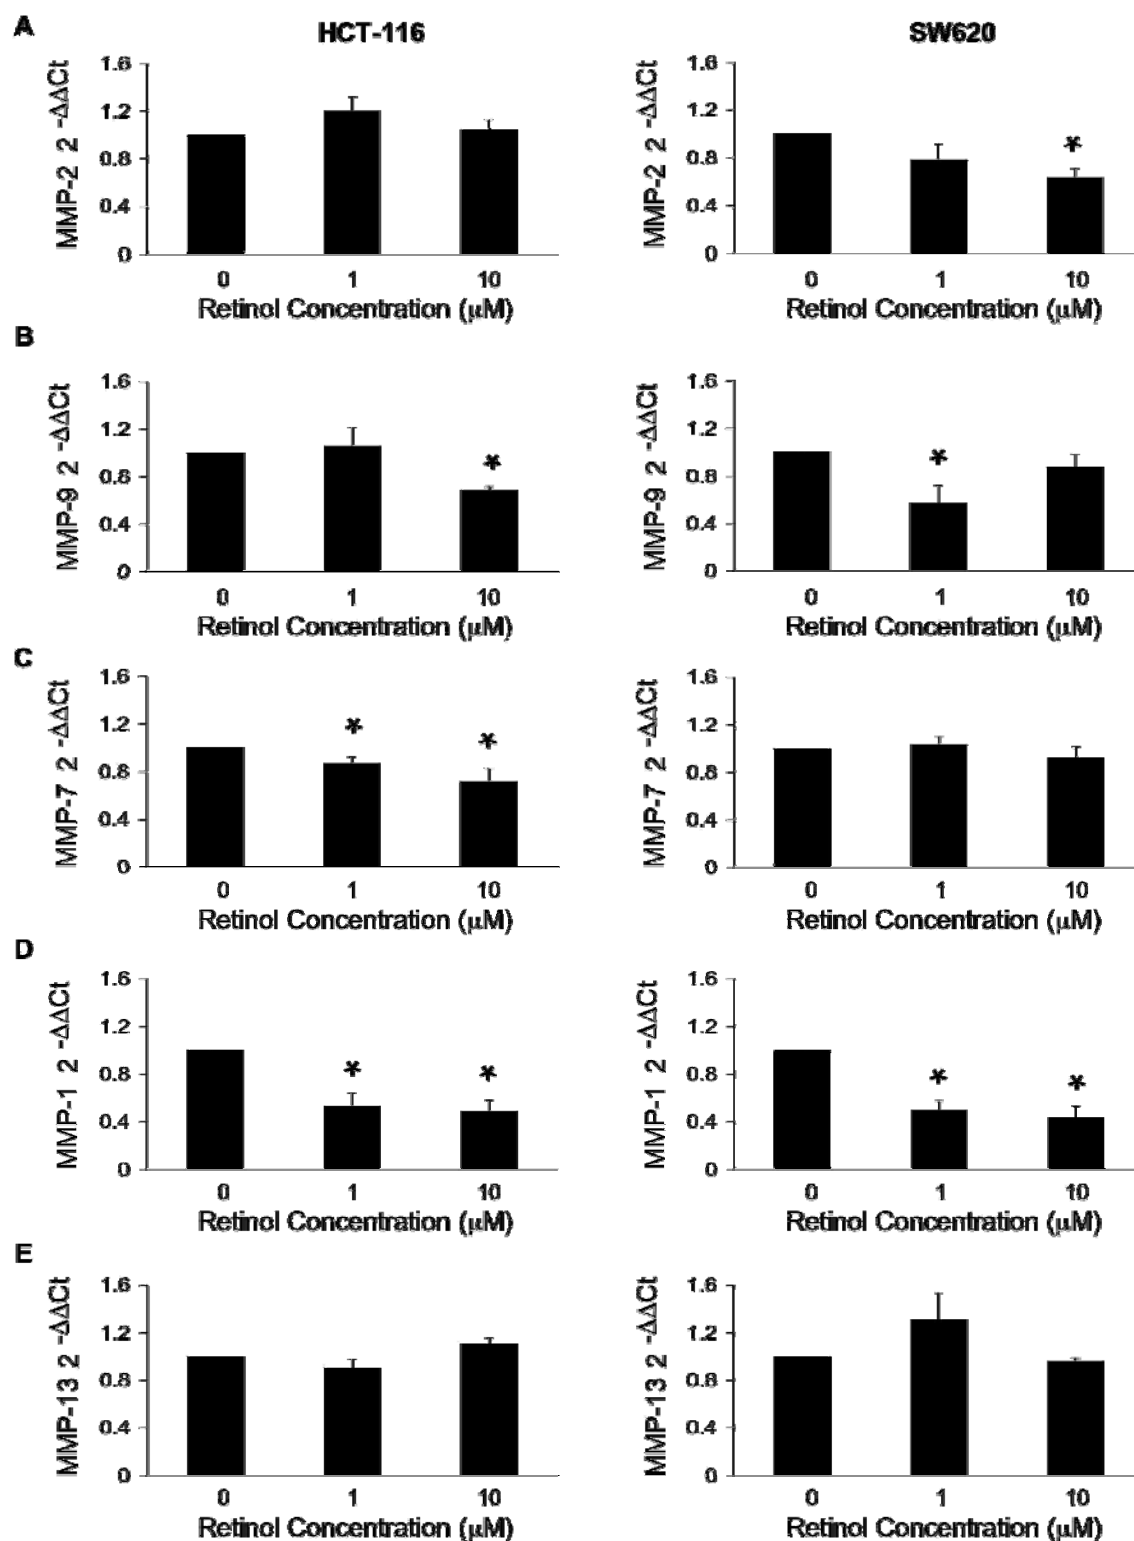 A
HCT-116
SW620
MMP-2 2 -ΔΔCt
1.6
1.2
0.8
0.4
0
0 1 10
Retinol Concentration (μM)
MMP-2 2 -ΔΔCt
1.6
1.2
0.8
0.4
0
*
0 1 10
Retinol Concentration (μM)
B
MMP-9 2 -ΔΔCt
1.6
1.2
0.8
0.4
0
*
0 1 10
Retinol Concentration (μM)
MMP-9 2 -ΔΔCt
1.6
1.2
0.8
0.4
0
*
0 1 10
Retinol Concentration (μM)
C
MMP-7 2 -ΔΔCt
1.6
1.2
0.8
0.4
0
* *
0 1 10
Retinol Concentration (μM)
MMP-7 2 -ΔΔCt
1.6
1.2
0.8
0.4
0
0 1 10
Retinol Concentration (μM)
D
MMP-1 2 -ΔΔCt
1.6
1.2
0.8
0.4
0
* *
0 1 10
Retinol Concentration (μM)
MMP-1 2 -ΔΔCt
1.6
1.2
0.8
0.4
0
* *
0 1 10
Retinol Concentration (μM)
E
MMP-13 2 -ΔΔCt
1.6
1.2
0.8
0.4
0
0 1 10
Retinol Concentration (μM)
MMP-13 2 -ΔΔCt
1.6
1.2
0.8
0.4
0
0 1 10
Retinol Concentration (μM)